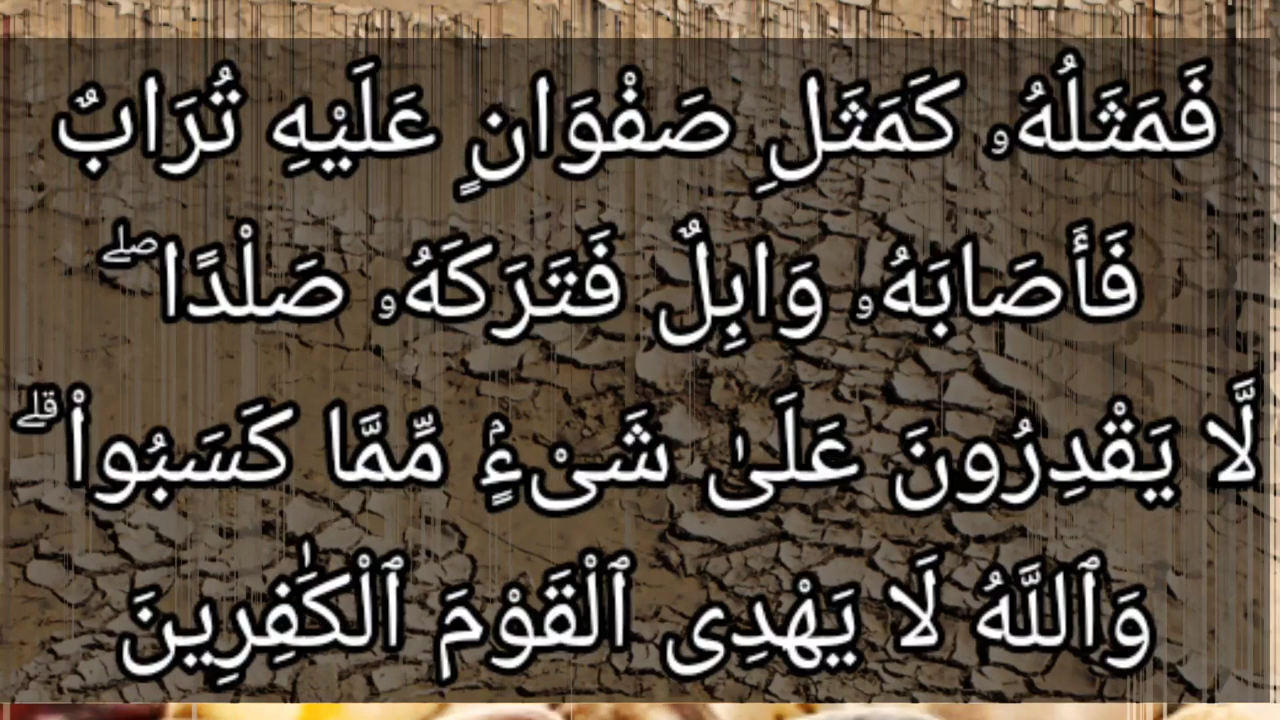 فَمَثَلُهُۥ كَمَثَلِ صَفْوَانٍ عَلَيْهِ تُرَابٌ
فَأَصَابَهُۥ وَابِلٌ فَتَرَكَهُۥ صَلْدًا ۖ
لَّا يَقْدِرُونَ عَلَىٰ شَىْءٍۢ مِّمَّا كَسَبُوا۟ ۗ
وَٱللَّهُ لَا يَهْدِى ٱلْقَوْمَ ٱلْكَـٰفِرِينَ